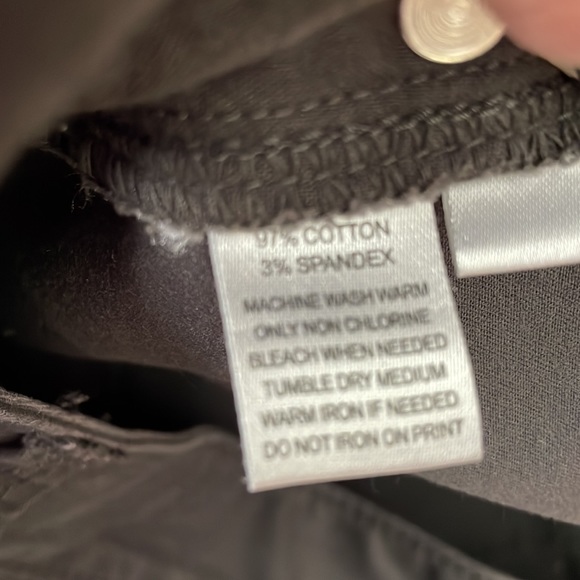 97% COTTON
3% SPANDEX
MACHINE WASH WARM
ONLY NON CHLORINE
BLEACH WHEN NEEDED
TUMBLE DRY MEDIUM
WARM IRON IF NEEDED
DO NOT IRON ON PRINT